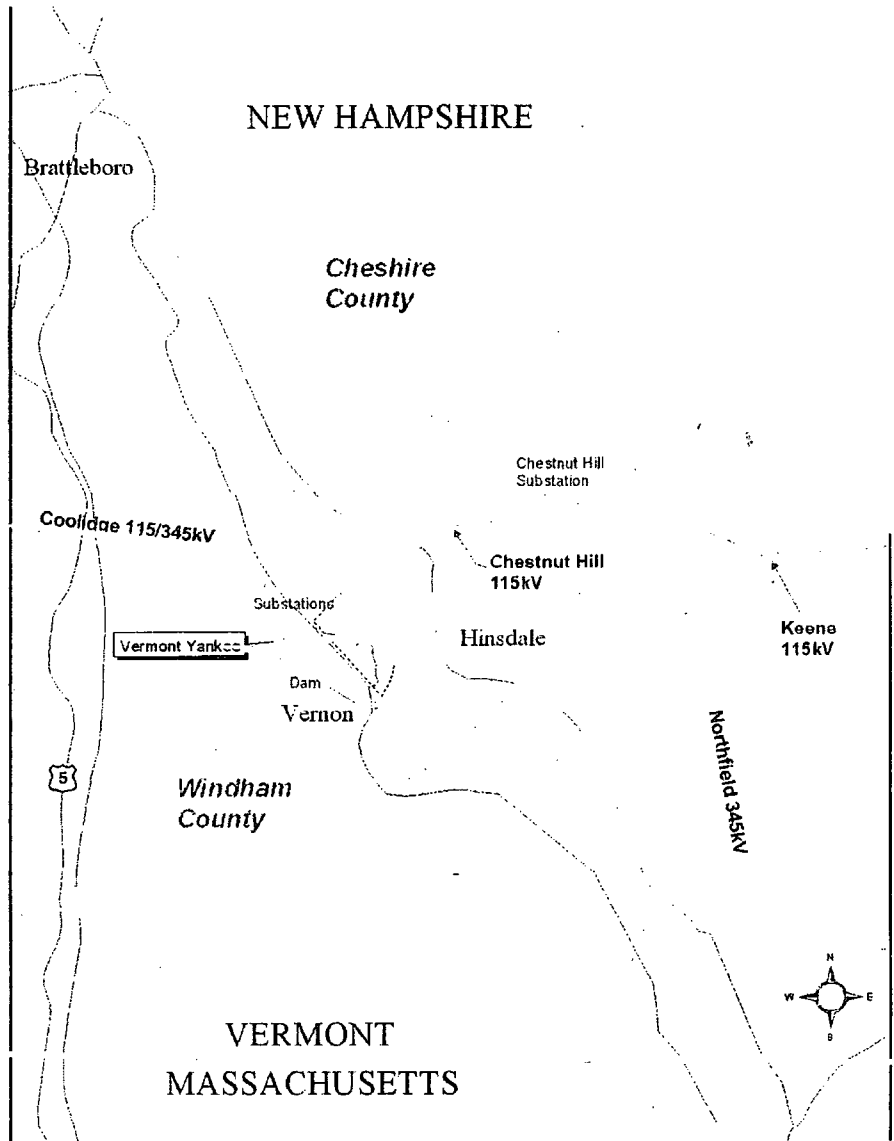 NEW HAMPSHIRE
Brattleboro
Cheshire
County
Chestnut Hill
Substation
Coolidge 115/345kV
Chestnut Hill
115kV
Substations
Vermont Yankee
Hinsdale
Keene
115kV
Dam
Vernon
Northfield 345kV
5
Windham
County
N
W
E
S
VERMONT
MASSACHUSETTS